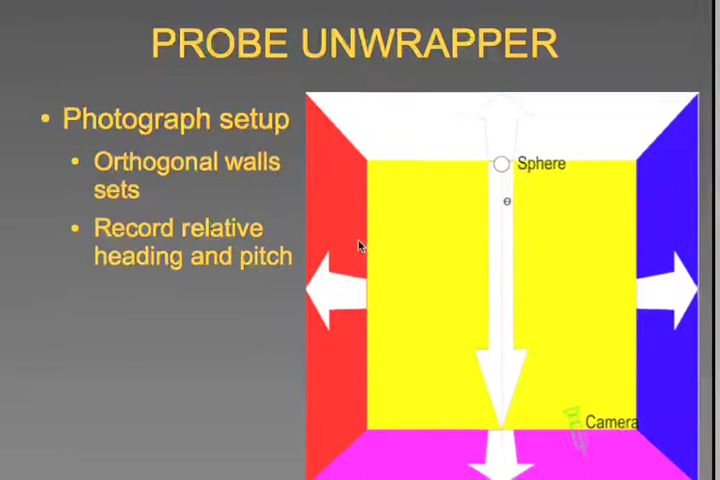 PROBE UNWRAPPER
• Photograph setup
• Orthogonal walls
sets
• Record relative
heading and pitch
Sphere
Camera